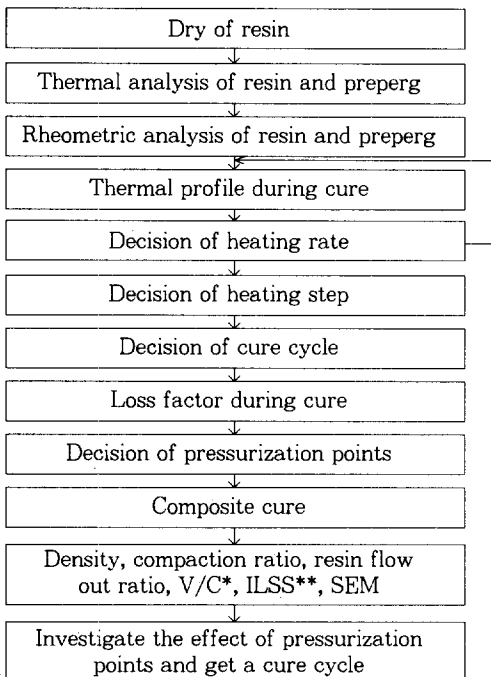 Dry of resin
Thermal analysis of resin and preperg
Rheometric analysis of resin and preperg
Thermal profile during cure
Decision of heating rate
Decision of heating step
Decision of cure cycle
Loss factor during cure
Decision of pressurization points
Composite cure
Density, compaction ratio, resin flow
out ratio, V/C*, ILSS**, SEM
Investigate the effect of pressurization
points and get a cure cycle